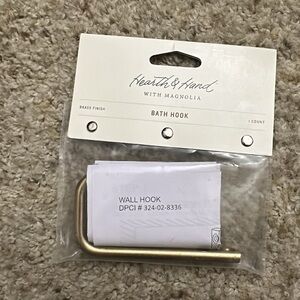 Hearth & Hand
WITH MAGNOLIA
BRASS FINISH
BATH HOOK
1 COUNT
WALL HOOK
DPCI # 324-02-8336